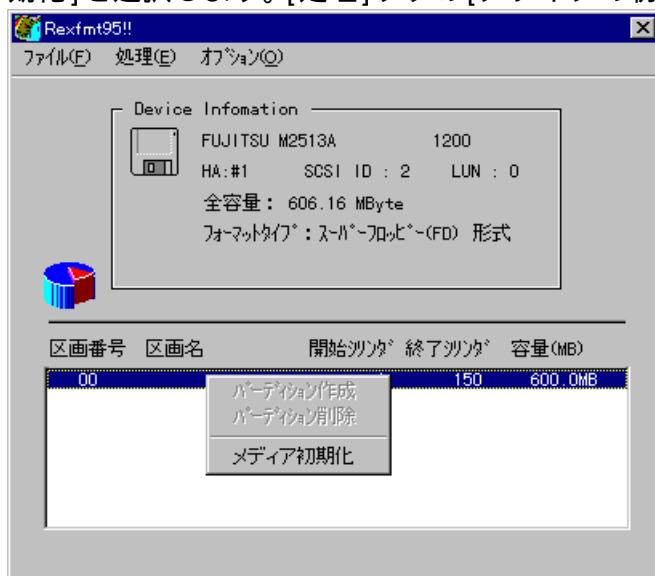 Rexfmt95!!
ファイル(F) 処理(E) オプション(O)
Device Infomation
FUJITSU M2513A 1200
HA:#1 SCSI ID : 2 LUN : 0
全容量： 606.16 MByte
フォーマットタイプ：スーパーフロッピー(FD) 形式
区画番号 区画名 開始シリンダ 終了シリンダ 容量(MB)
00 150 600.0MB
パーティション作成
パーティション削除
メディア初期化